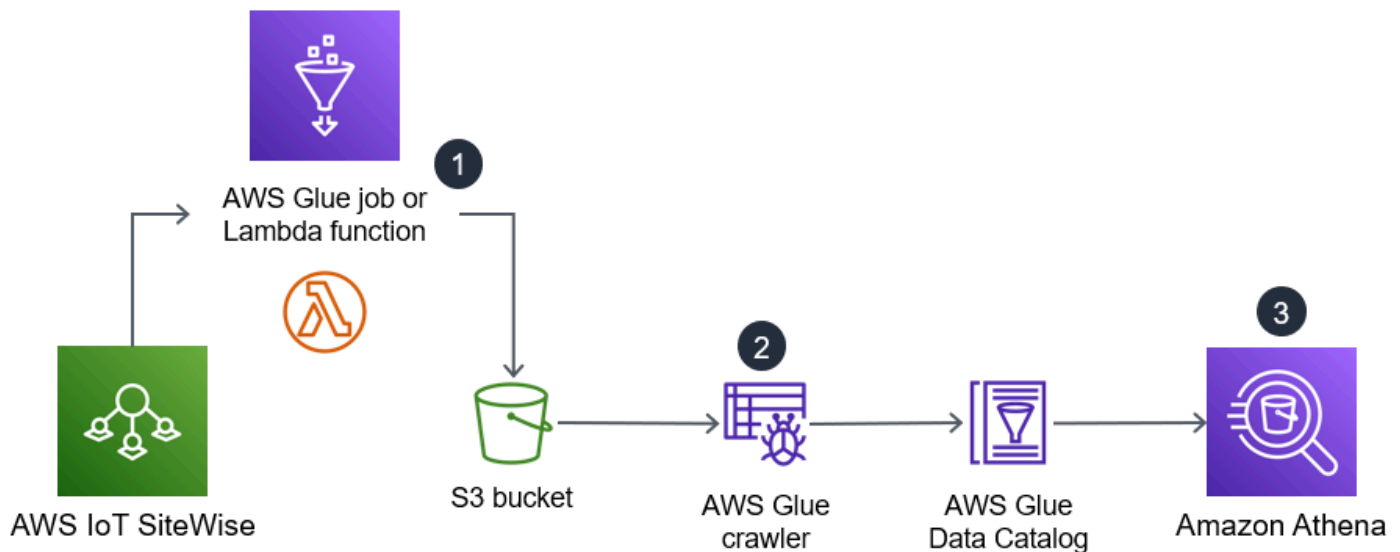 1
AWS Glue job or
Lambda function
2
3
AWS IoT SiteWise
S3 bucket
AWS Glue
crawler
AWS Glue
Data Catalog
Amazon Athena